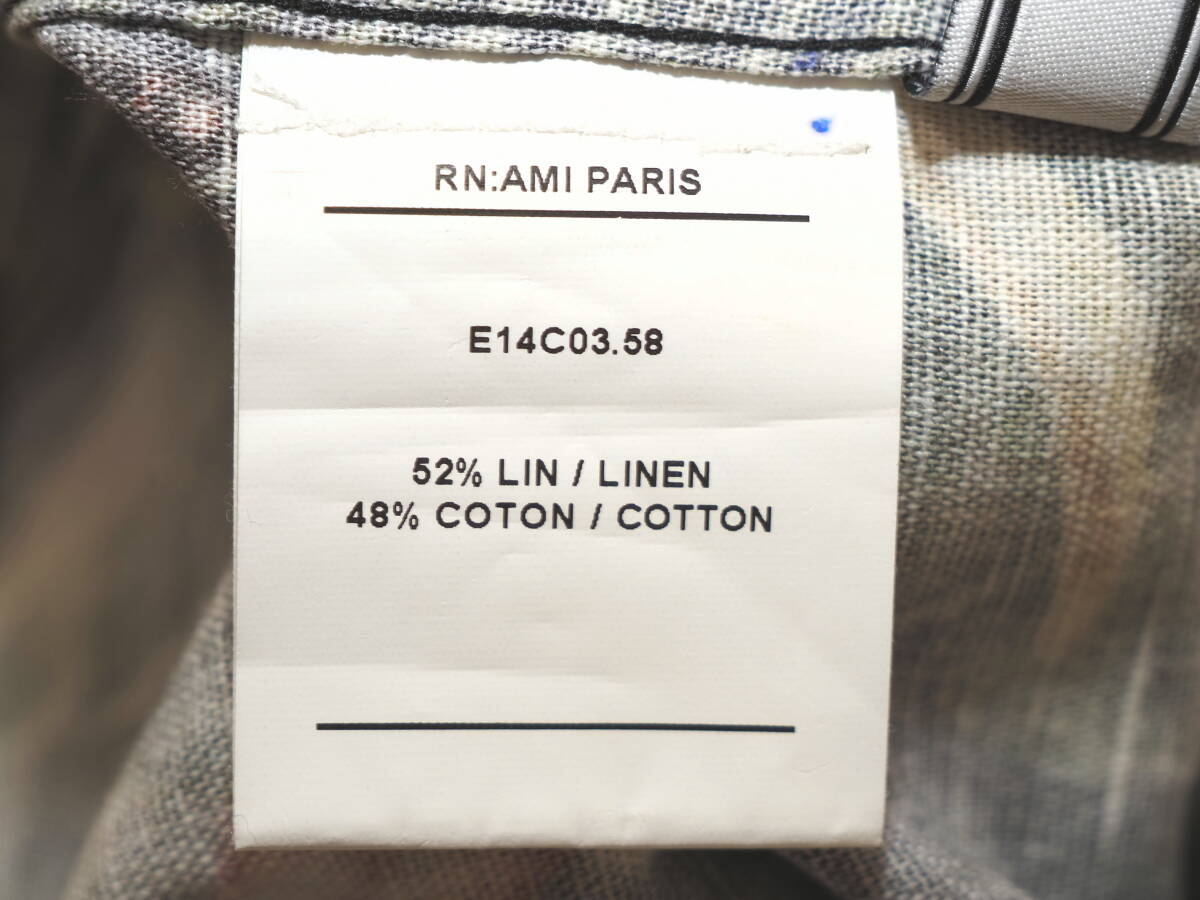 RN:AMI PARIS
E14C03.58
52% LIN / LINEN
48% COTON / COTTON